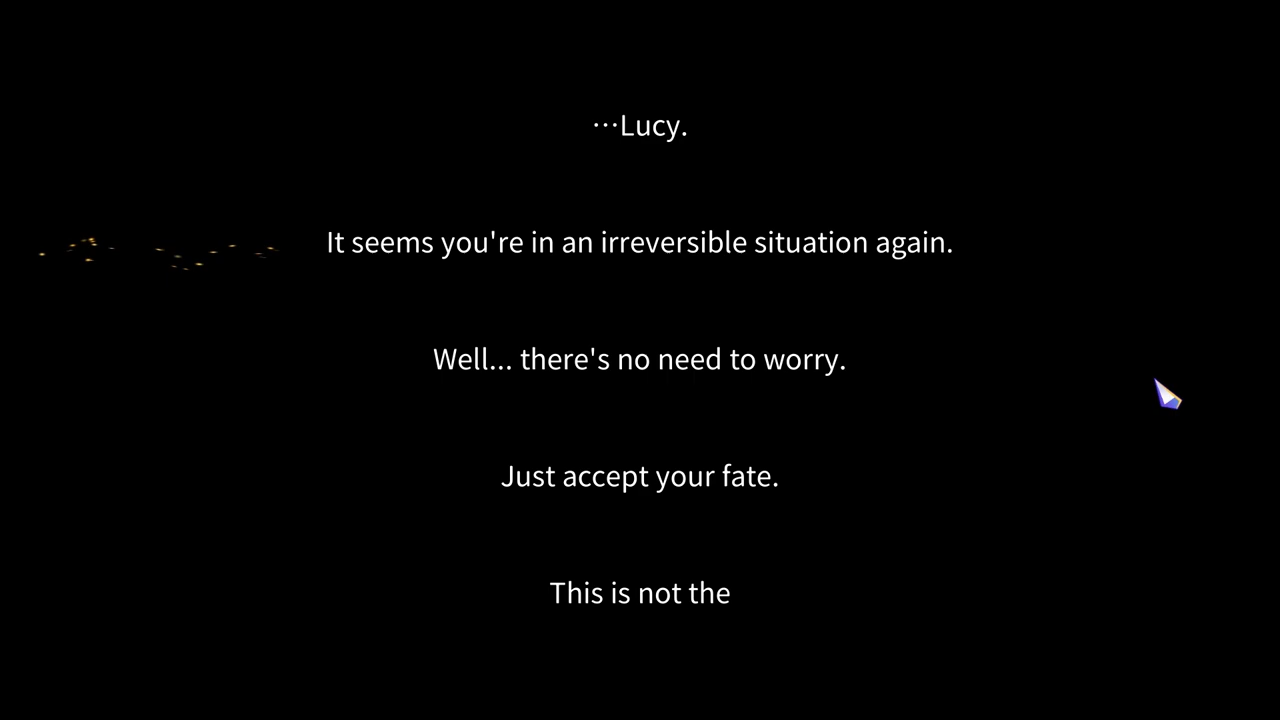 ⋯Lucy.
It seems you're in an irreversible situation again.
Well... there's no need to worry.
Just accept your fate.
This is not the